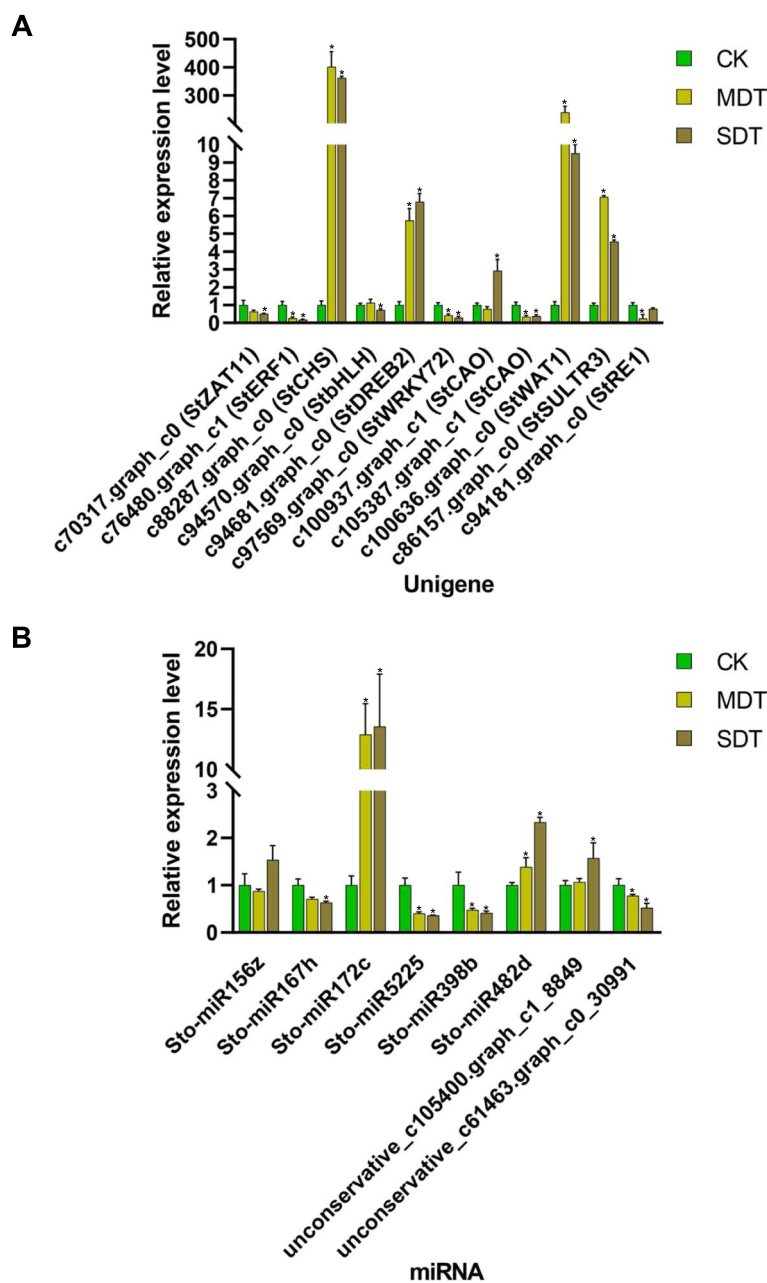 A
Relative expression level
500
400
300
10
9
8
7
6
5
4
3
2
1
0
CK
MDT
SDT
c70317.graph_c0 (StZAT11)
c76480.graph_c1 (StERF1)
c88287.graph_c0 (StCHS)
c94570.graph_c0 (StbHLH)
c94681.graph_c0 (StDREB2)
c97569.graph_c0 (StWRKY72)
c100937.graph_c1 (StCAO)
c105387.graph_c1 (StCAO)
c100636.graph_c0 (StWAT1)
c86157.graph_c0 (StSULTR3)
c94181.graph_c0 (StRE1)
Unigene
B
Relative expression level
20
15
10
3
2
1
0
CK
MDT
SDT
Sto-miR156z
Sto-miR167h
Sto-miR172c
Sto-miR5225
Sto-miR398b
Sto-miR482d
unconservative_c105400.graph_c1_8849
unconservative_c61463.graph_c0_30991
miRNA